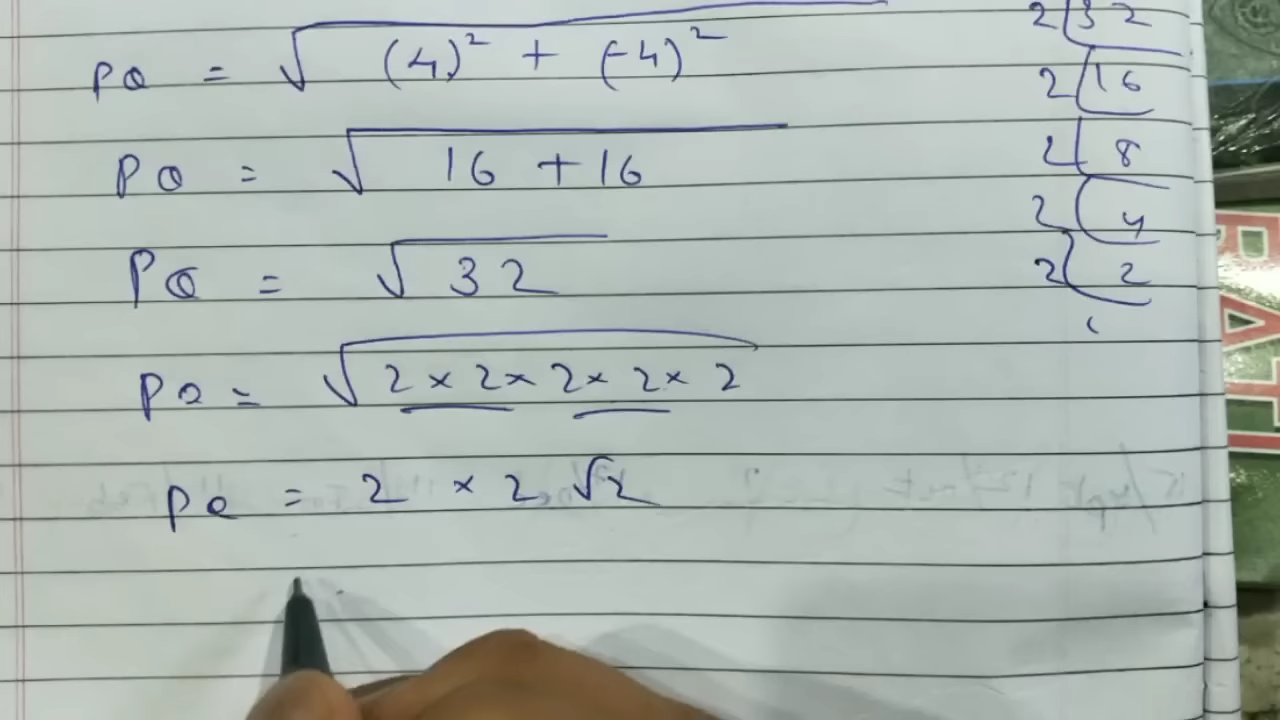 PQ = √(4)² + (-4)²
PQ = √16 + 16
PQ = √32
PQ = √2 × 2 × 2 × 2 × 2
PQ = 2 × 2 √2
2 32
2 16
2 8
2 4
2 2
1